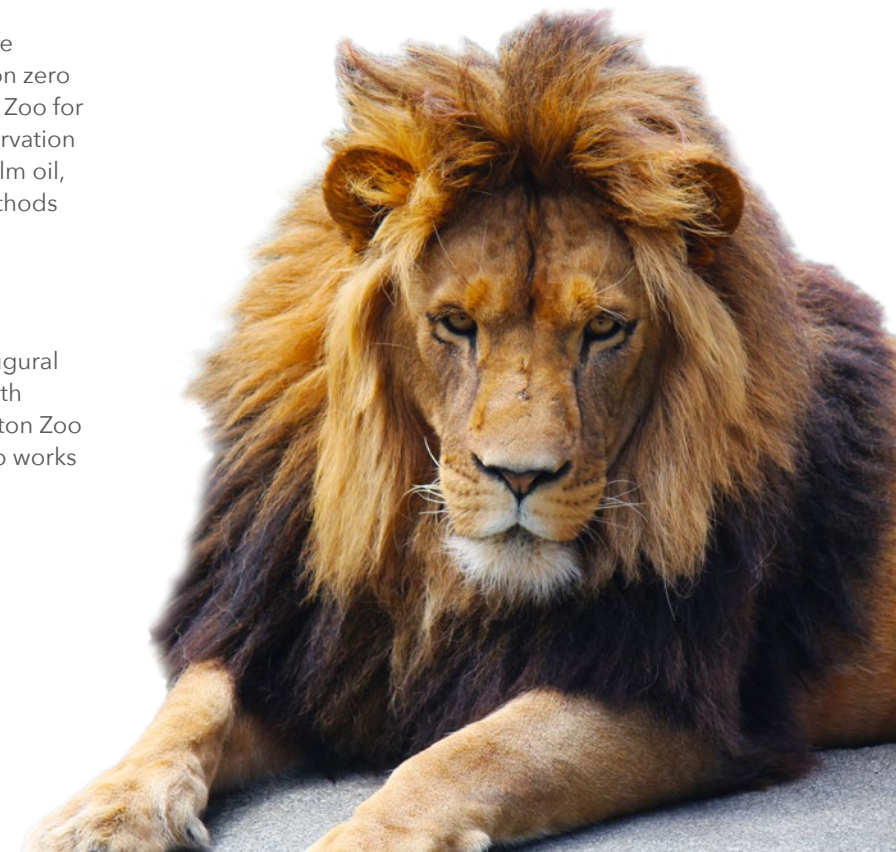 e
on zero
Zoo for
rvation
lm oil,
thods
gural
th
ton Zoo
o works